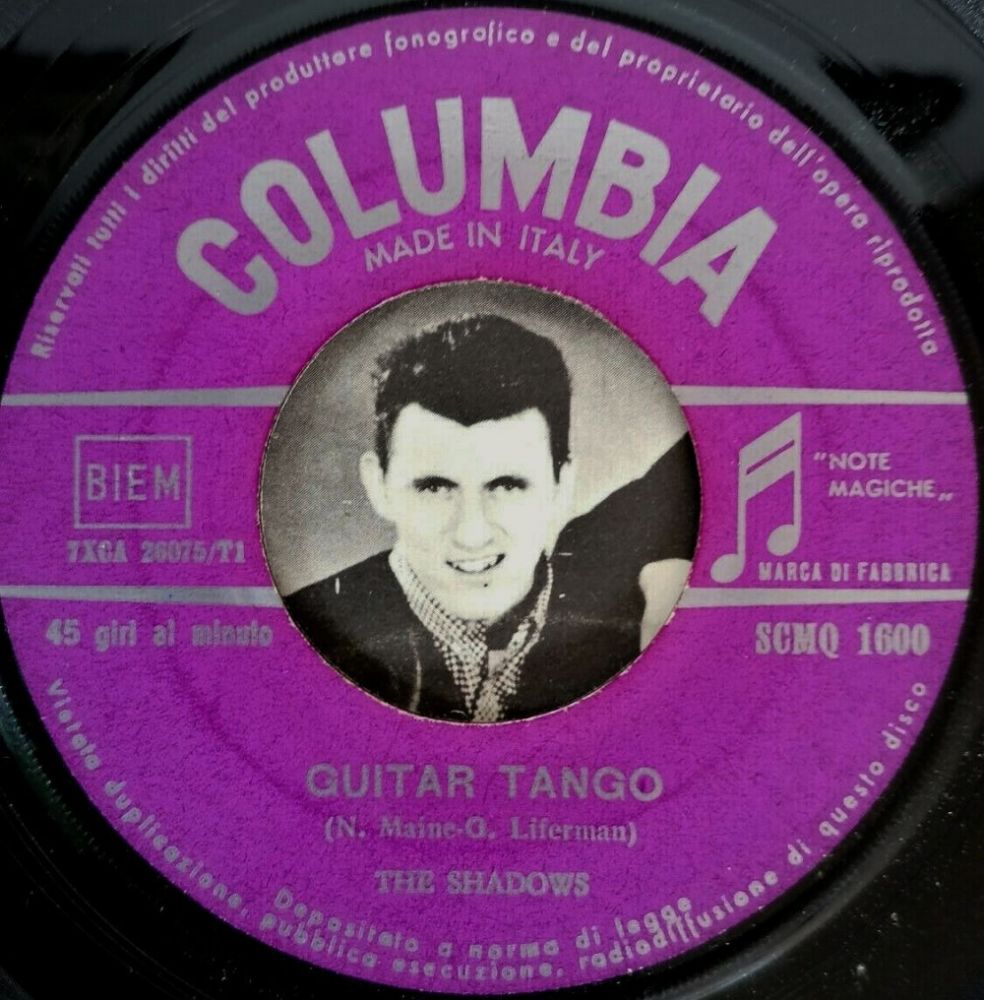 Riservati tutti i diritti del produttore fonografico e del proprietario dell'opera riprodotta
COLUMBIA
MADE IN ITALY
BIEM
"NOTE
MAGICHE„
7XCA 26075/T1
MARCA DI FABBRICA
45 giri al minuto
SCMQ 1600
GUITAR TANGO
(N. Maine-G. Liferman)
THE SHADOWS
Depositato a norma di legge
Vietata duplicazione, pubblica esecuzione, radiodiffusione di questo disco